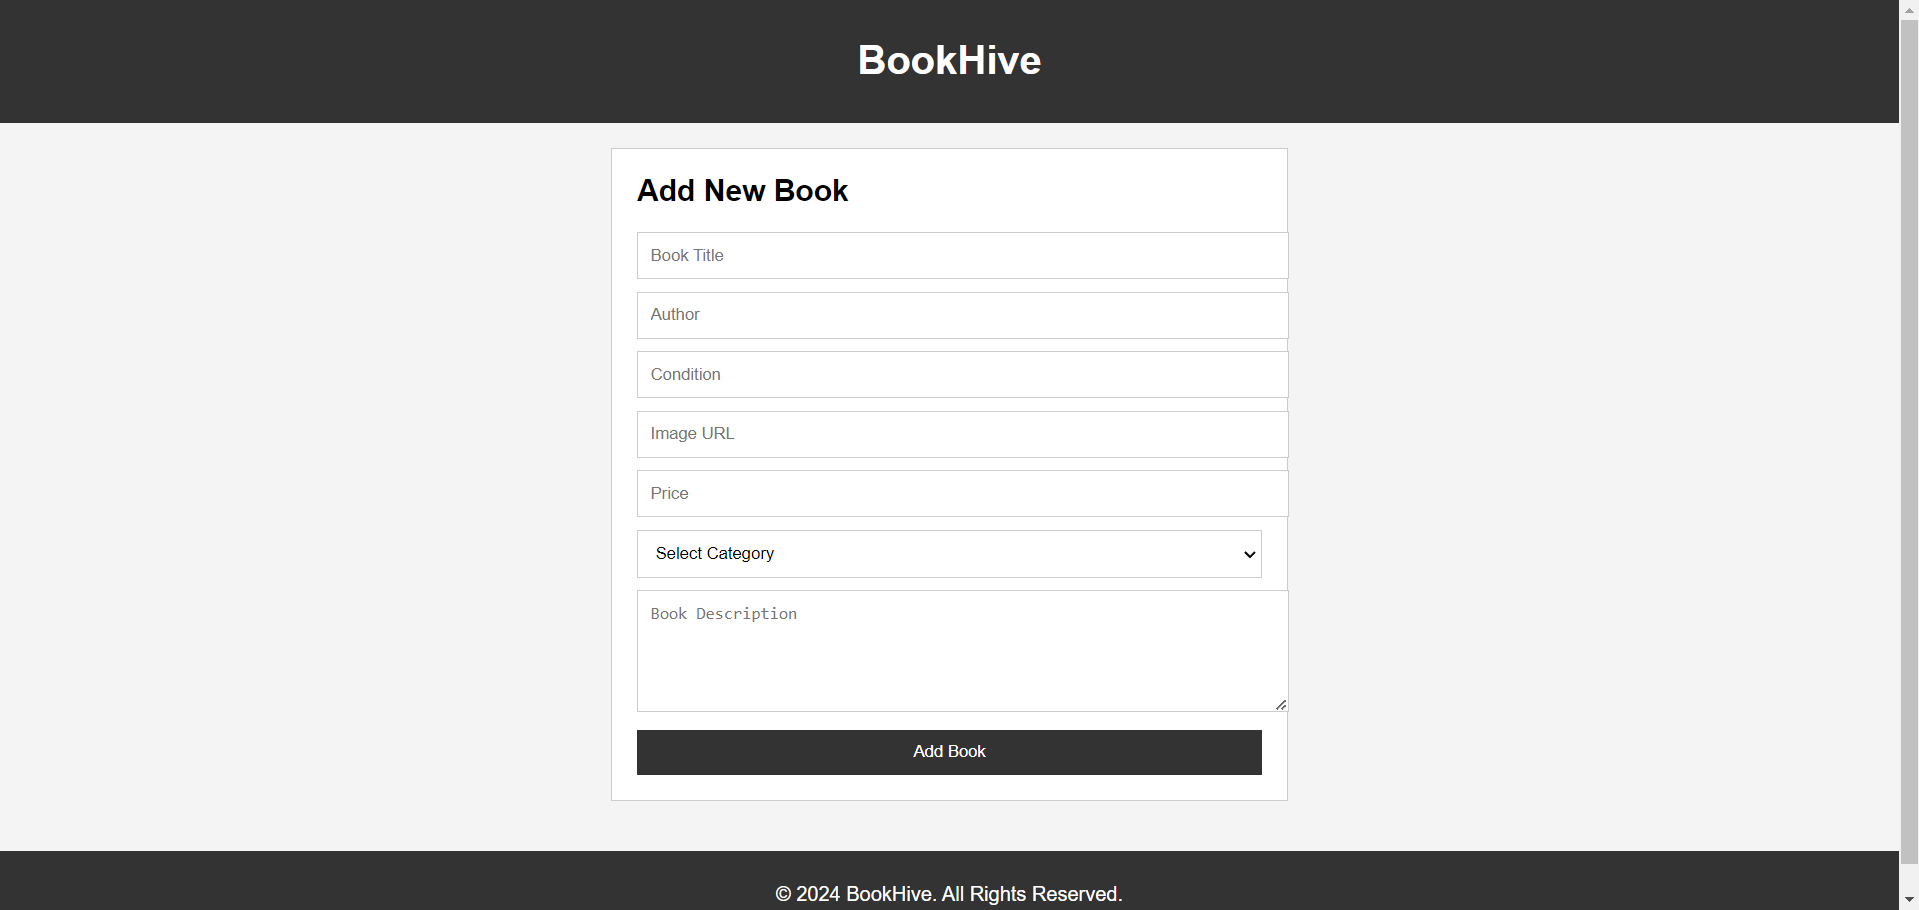 BookHive
Add New Book
Book Title
Author
Condition
Image URL
Price
Select Category
Book Description
Add Book
© 2024 BookHive. All Rights Reserved.